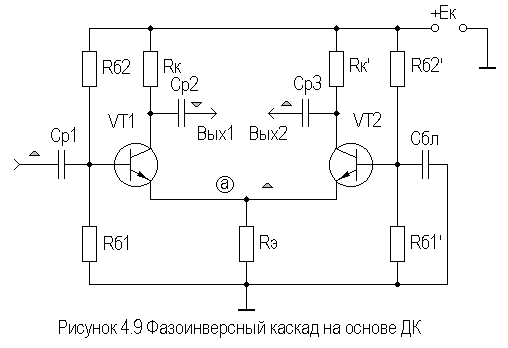 +Ек
Rб2 Rк Rк' Rб2'
Ср2 Ср3
Ср1 VT1 Вых1 Вых2 VT2 Сбл
а
Rб1 Rэ Rб1'
Рисунок 4.9 Фазоинверсный каскад на основе ДК